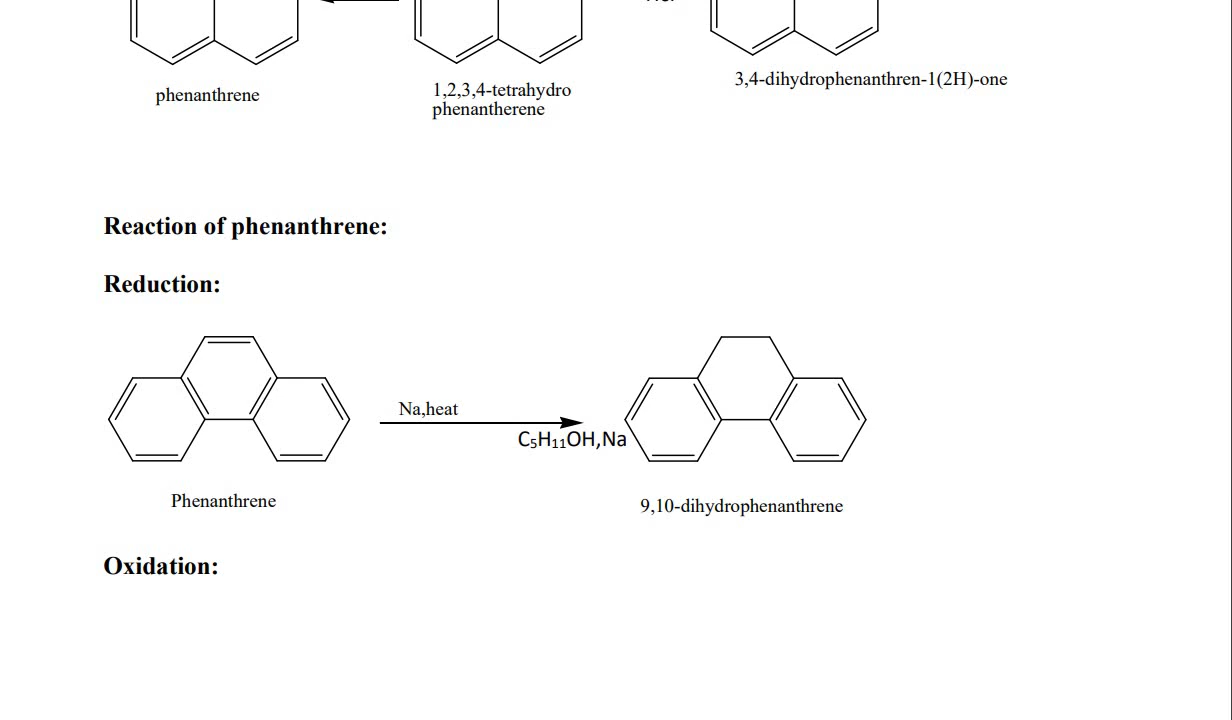 phenanthrene
1,2,3,4-tetrahydro
phenantherene
3,4-dihydrophenanthren-1(2H)-one
Reaction of phenanthrene:
Reduction:
Na,heat
C₅H₁₁OH,Na
Phenanthrene
9,10-dihydrophenanthrene
Oxidation: